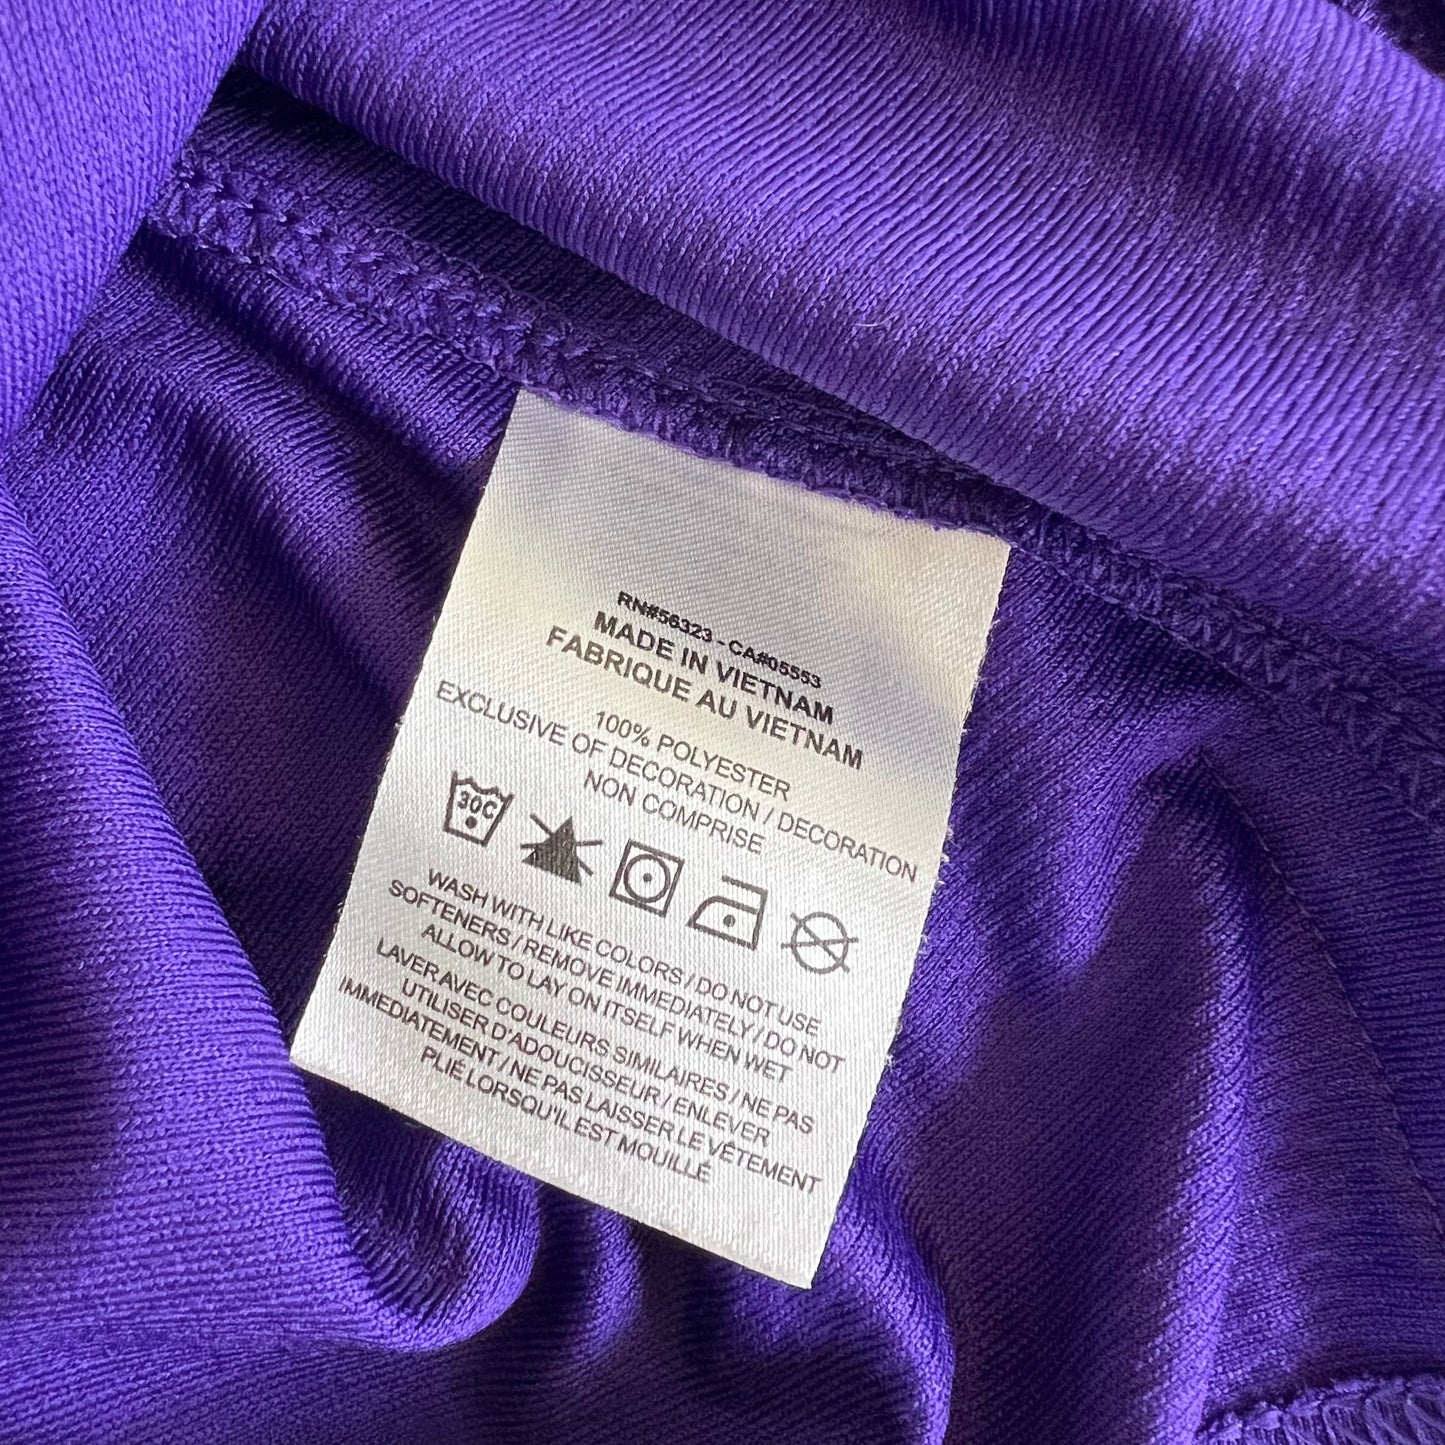 RN#56323 - CA#05553
MADE IN VIETNAM
FABRIQUE AU VIETNAM
100% POLYESTER
EXCLUSIVE OF DECORATION / DECORATION
NON COMPRISE
30C
WASH WITH LIKE COLORS / DO NOT USE
SOFTENERS / REMOVE IMMEDIATELY / DO NOT
ALLOW TO LAY ON ITSELF WHEN WET
LAVER AVEC COULEURS SIMILAIRES / NE PAS
UTILISER D'ADOUCISSEUR / ENLEVER
IMMEDIATEMENT / NE PAS LAISSER LE VÊTEMENT
PLIÉ LORSQU'IL EST MOUILLÉ